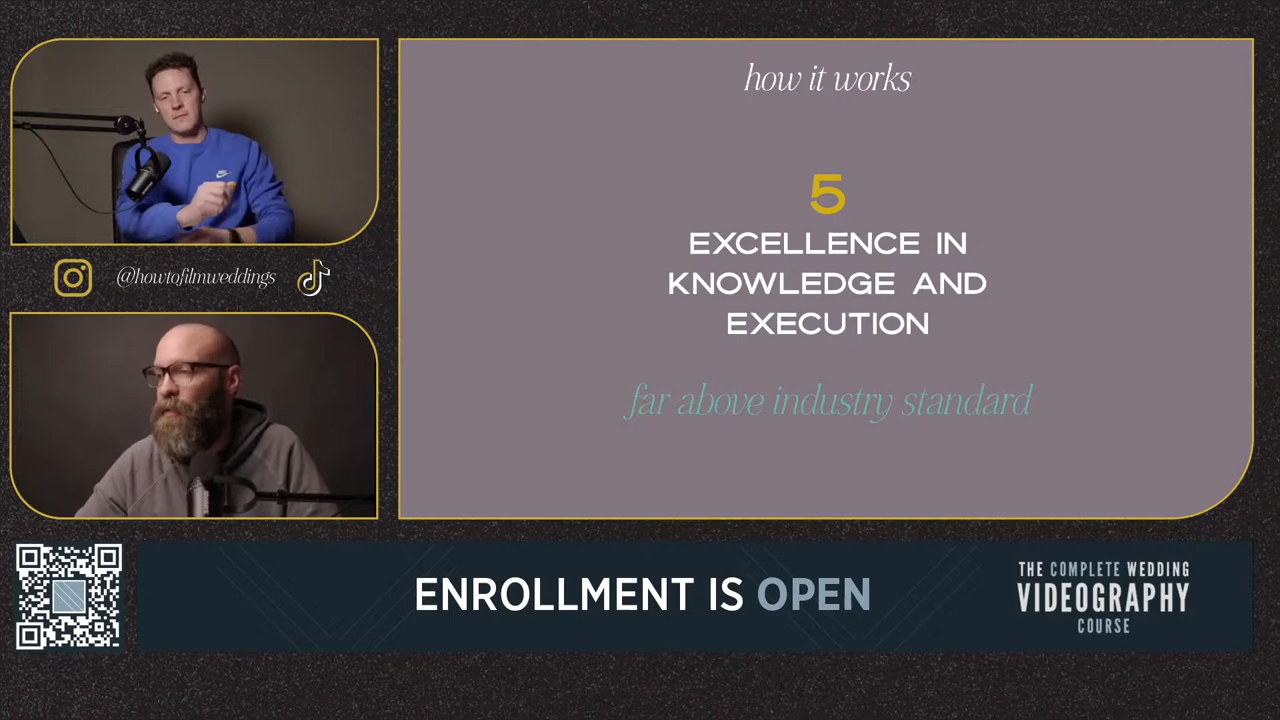 how it works
5
EXCELLENCE IN
KNOWLEDGE AND
EXECUTION
far above industry standard
@howtofilmweddings
ENROLLMENT IS OPEN
THE COMPLETE WEDDING
VIDEOGRAPHY
COURSE